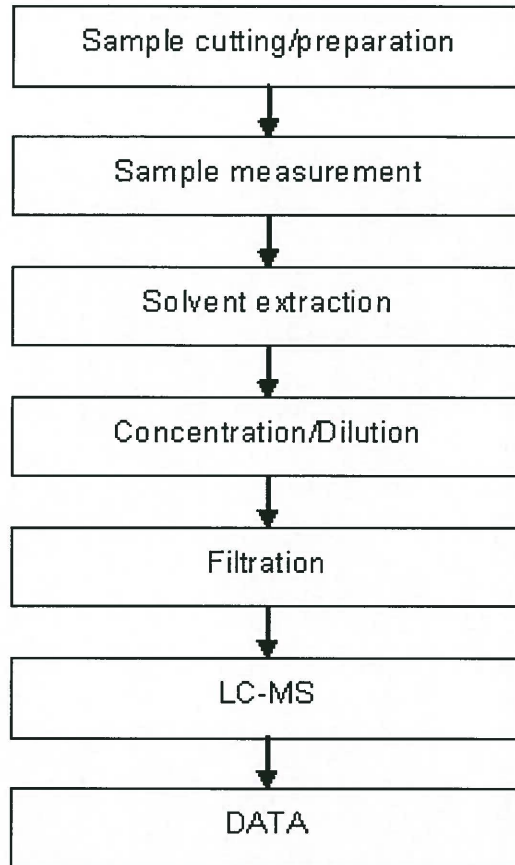 Sample cutting/preparation
Sample measurement
Solvent extraction
Concentration/Dilution
Filtration
LC-MS
DATA